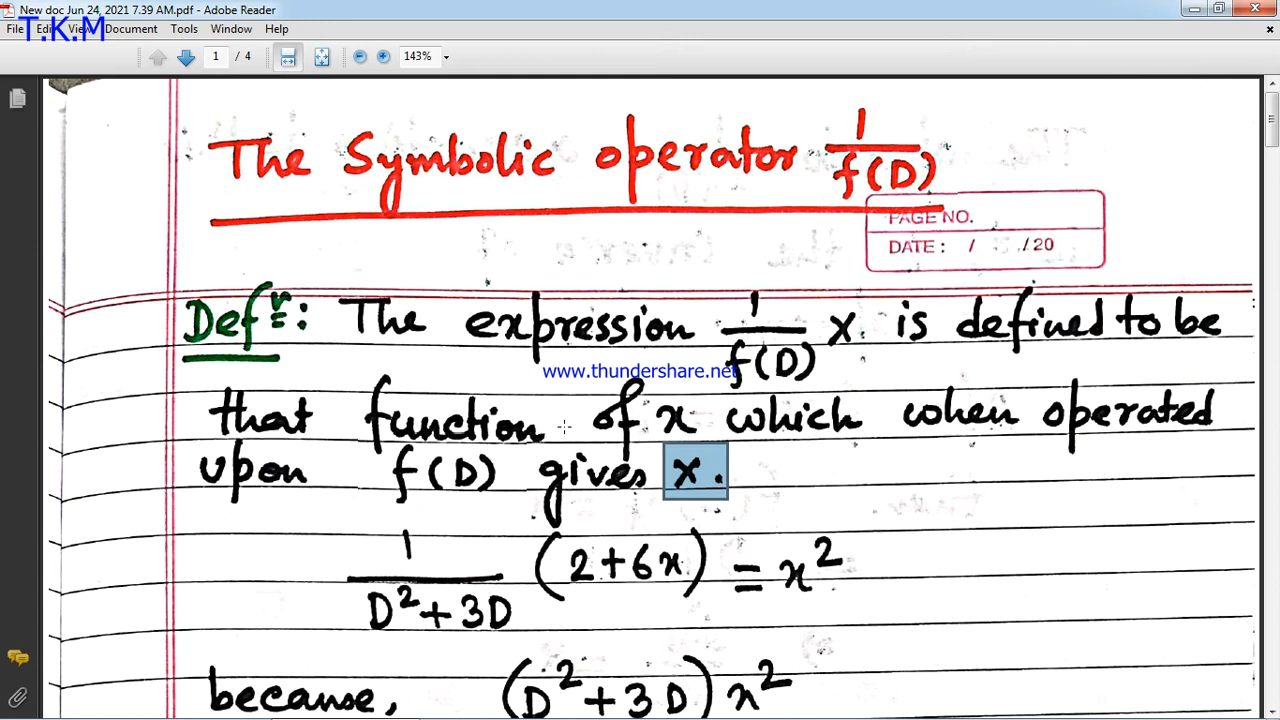 New doc Jun 24, 2021 7.39 AM.pdf - Adobe Reader
File Edit View Document Tools Window Help
T.K.M
1 / 4 143%
The Symbolic operator 1/f(D)
PAGE NO.
DATE : / /20
Defn: The expression 1/f(D) X is defined to be
www.thundershare.net
that function of x which when operated
upon f(D) gives X.
1/(D²+3D) (2+6x) = x²
because, (D²+3D)x²